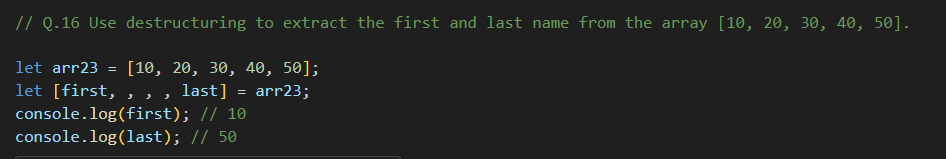 // Q.16 Use destructuring to extract the first and last name from the array [10, 20, 30, 40, 50].
let arr23 = [10, 20, 30, 40, 50];
let [first, , , , last] = arr23;
console.log(first); // 10
console.log(last); // 50